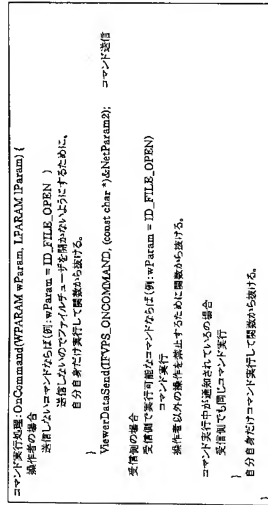 コマンド実行処理:OnCommand(WPARAM wParam, LPARAM lParam) {
操作者の場合
送信しないコマンドならば(例:wParam = ID_FILE_OPEN )
送信しないのでファイルチューザを開かないようにするために。
自分自身だけ実行して関数から抜ける。
}
ViewerDataSend(IFVPS_ONCOMMAND, (const char *)&NetParam2); コマンド送信
受信側の場合
受信側で実行可能なコマンドならば(例:wParam = ID_FILE_OPEN)
コマンド実行
操作者以外の操作を禁止するために関数から抜ける。
コマンド実行中が通知されているの場合
受信側でも同じコマンド実行
}
自分自身だけコマンド実行して関数から抜ける。
}